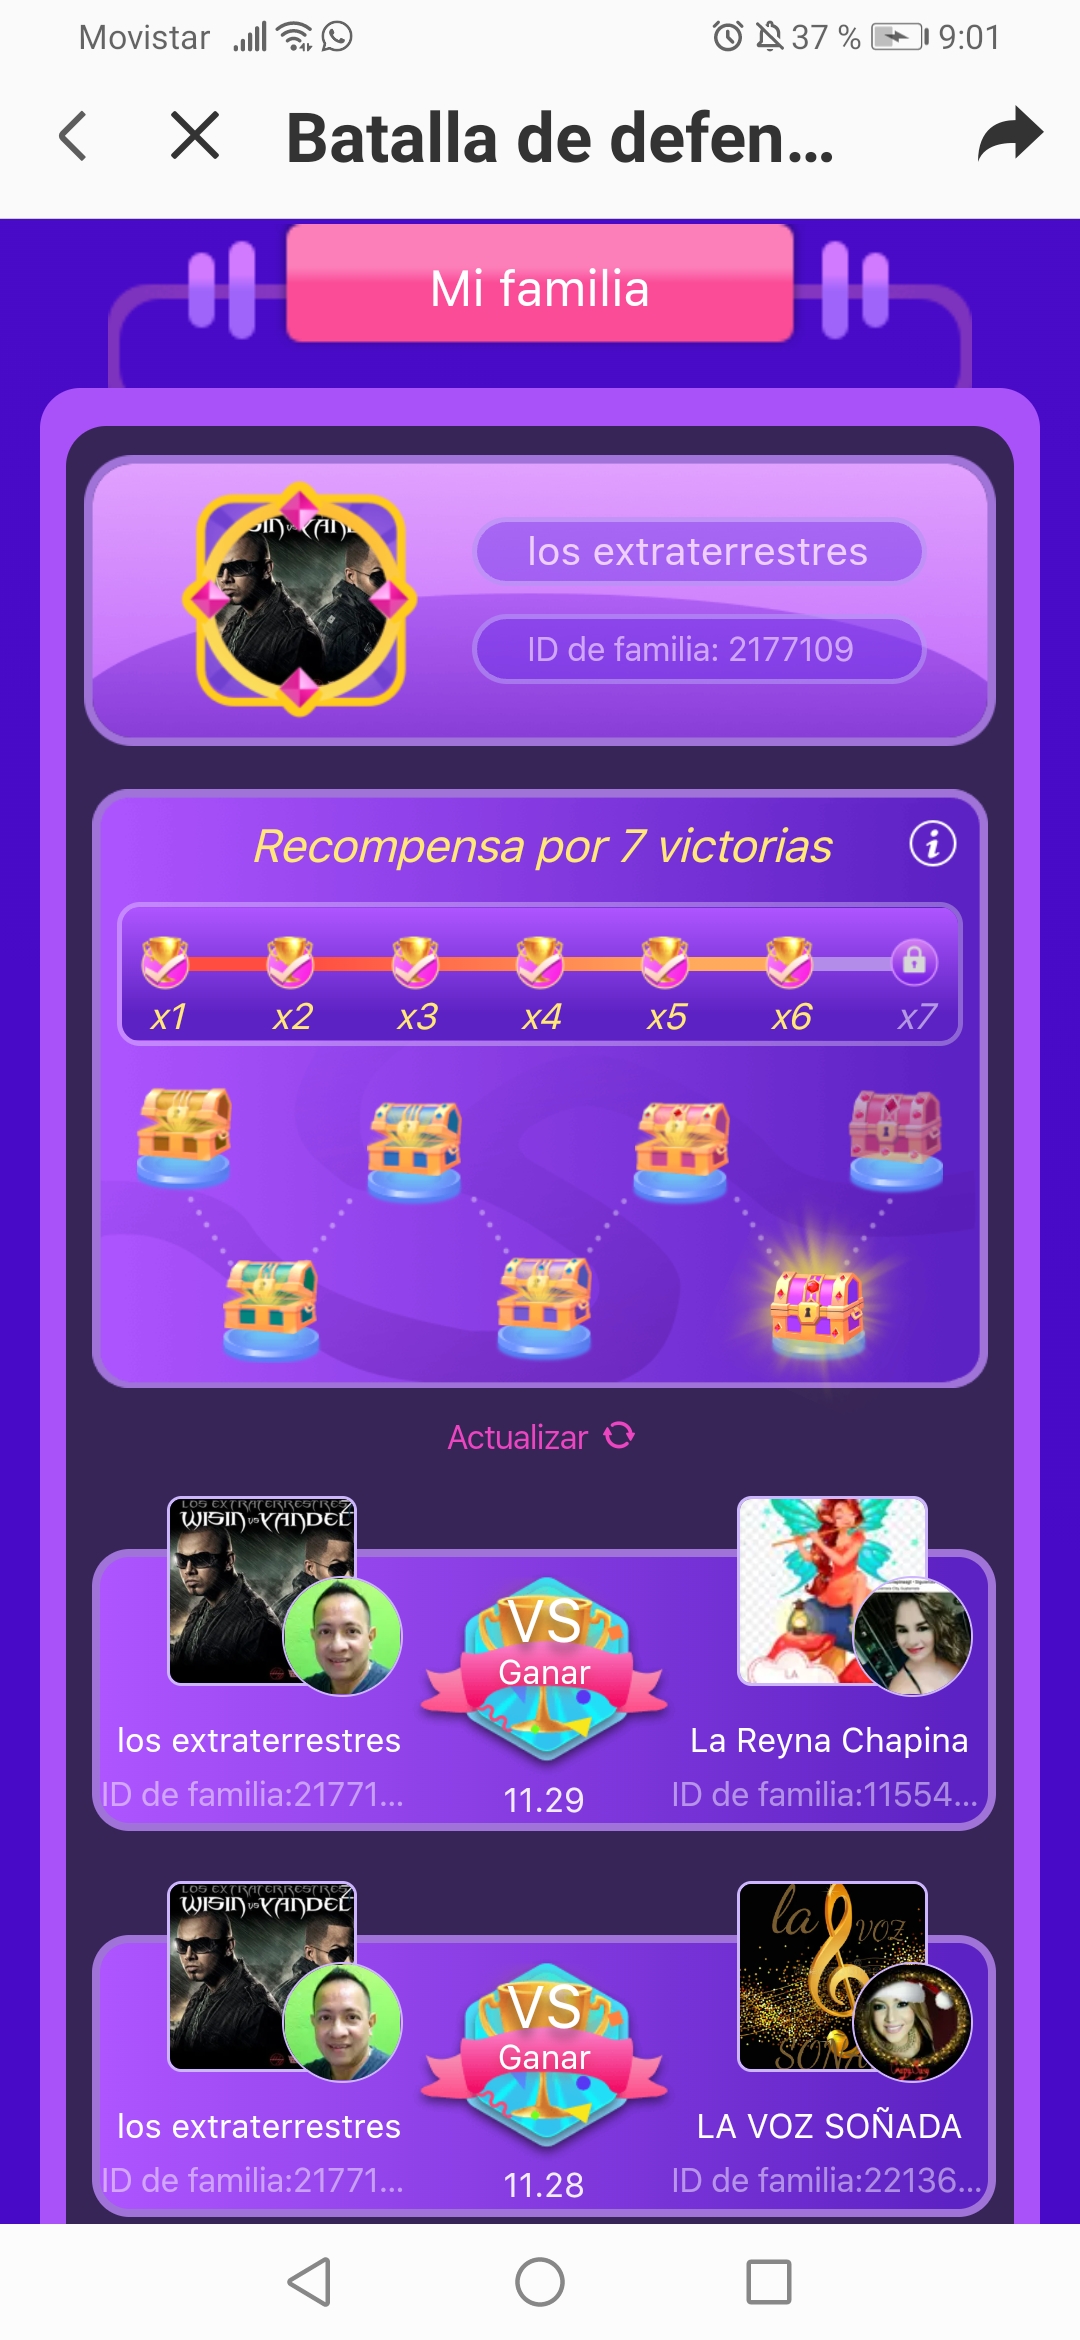 Movistar 37 % 9:01
Batalla de defen...
Mi familia
los extraterrestres
ID de familia: 2177109
Recompensa por 7 victorias
x1 x2 x3 x4 x5 x6 x7
Actualizar
LOS EXTRATERRESTRES
WISIN vs YANDEL
VS
Ganar
los extraterrestres
La Reyna Chapina
ID de familia:21771...
11.29
ID de familia:11554...
LOS EXTRATERRESTRES
WISIN vs YANDEL
la VOZ
VS
Ganar
los extraterrestres
LA VOZ SOÑADA
ID de familia:21771...
11.28
ID de familia:22136...